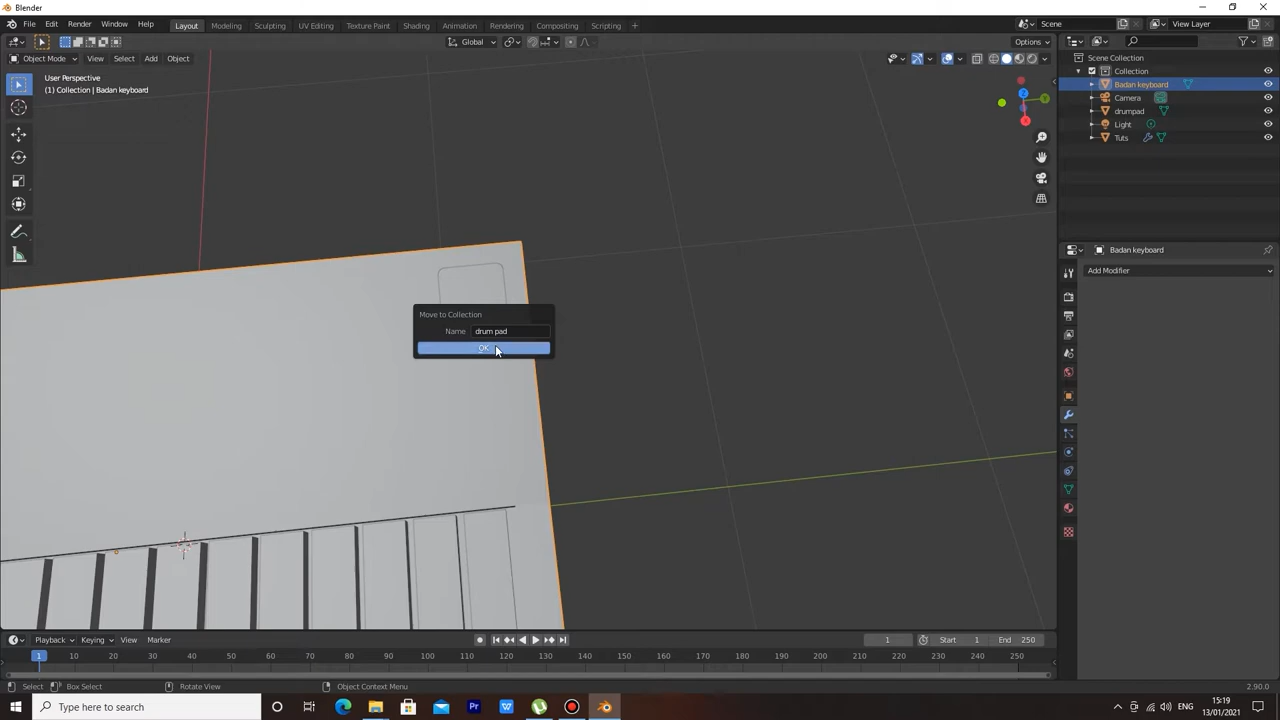 Blender
File Edit Render Window Help Layout Modeling Sculpting UV Editing Texture Paint Shading Animation Rendering Compositing Scripting + Scene View Layer
Global Options
Object Mode View Select Add Object
User Perspective
(1) Collection | Badan keyboard
Scene Collection
Collection
Badan keyboard
Camera
drumpad
Light
Tuts
Z
X
Badan keyboard
Add Modifier
Move to Collection
Name drum pad
OK
Playback Keying View Marker 1 Start 1 End 250
1 10 20 30 40 50 60 70 80 90 100 110 120 130 140 150 160 170 180 190 200 210 220 230 240 250
Select Box Select Rotate View Object Context Menu 2.90.0
Type here to search
15:19
13/01/2021